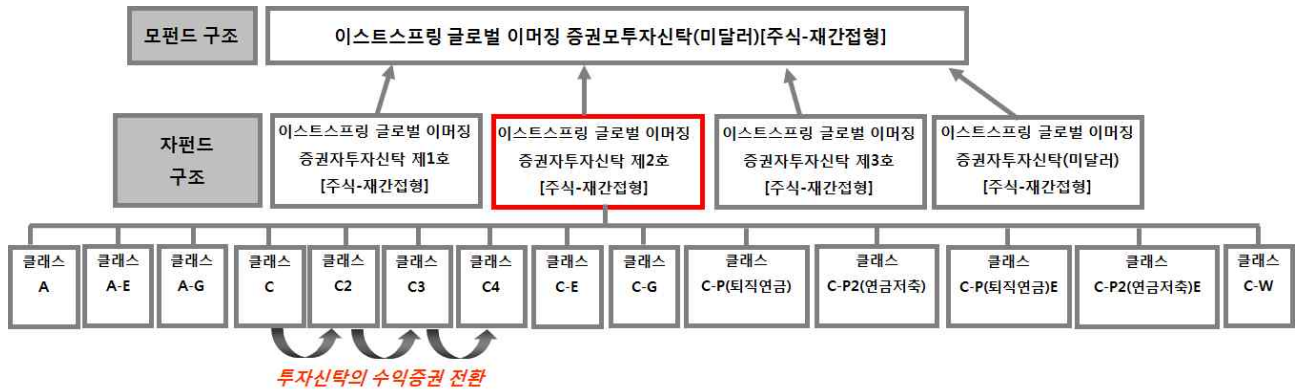 모펀드 구조
이스트스프링 글로벌 이머징 증권모투자신탁(미달러)[주식-재간접형]
자펀드
구조
이스트스프링 글로벌 이머징
증권자투자신탁 제1호
[주식-재간접형]
이스트스프링 글로벌 이머징
증권자투자신탁 제2호
[주식-재간접형]
이스트스프링 글로벌 이머징
증권자투자신탁 제3호
[주식-재간접형]
이스트스프링 글로벌 이머징
증권자투자신탁(미달러)
[주식-재간접형]
클래스
A
클래스
A-E
클래스
A-G
클래스
C
클래스
C2
클래스
C3
클래스
C4
클래스
C-E
클래스
C-G
클래스
C-P(퇴직연금)
클래스
C-P2(연금저축)
클래스
C-P(퇴직연금)E
클래스
C-P2(연금저축)E
클래스
C-W
투자신탁의 수익증권 전환